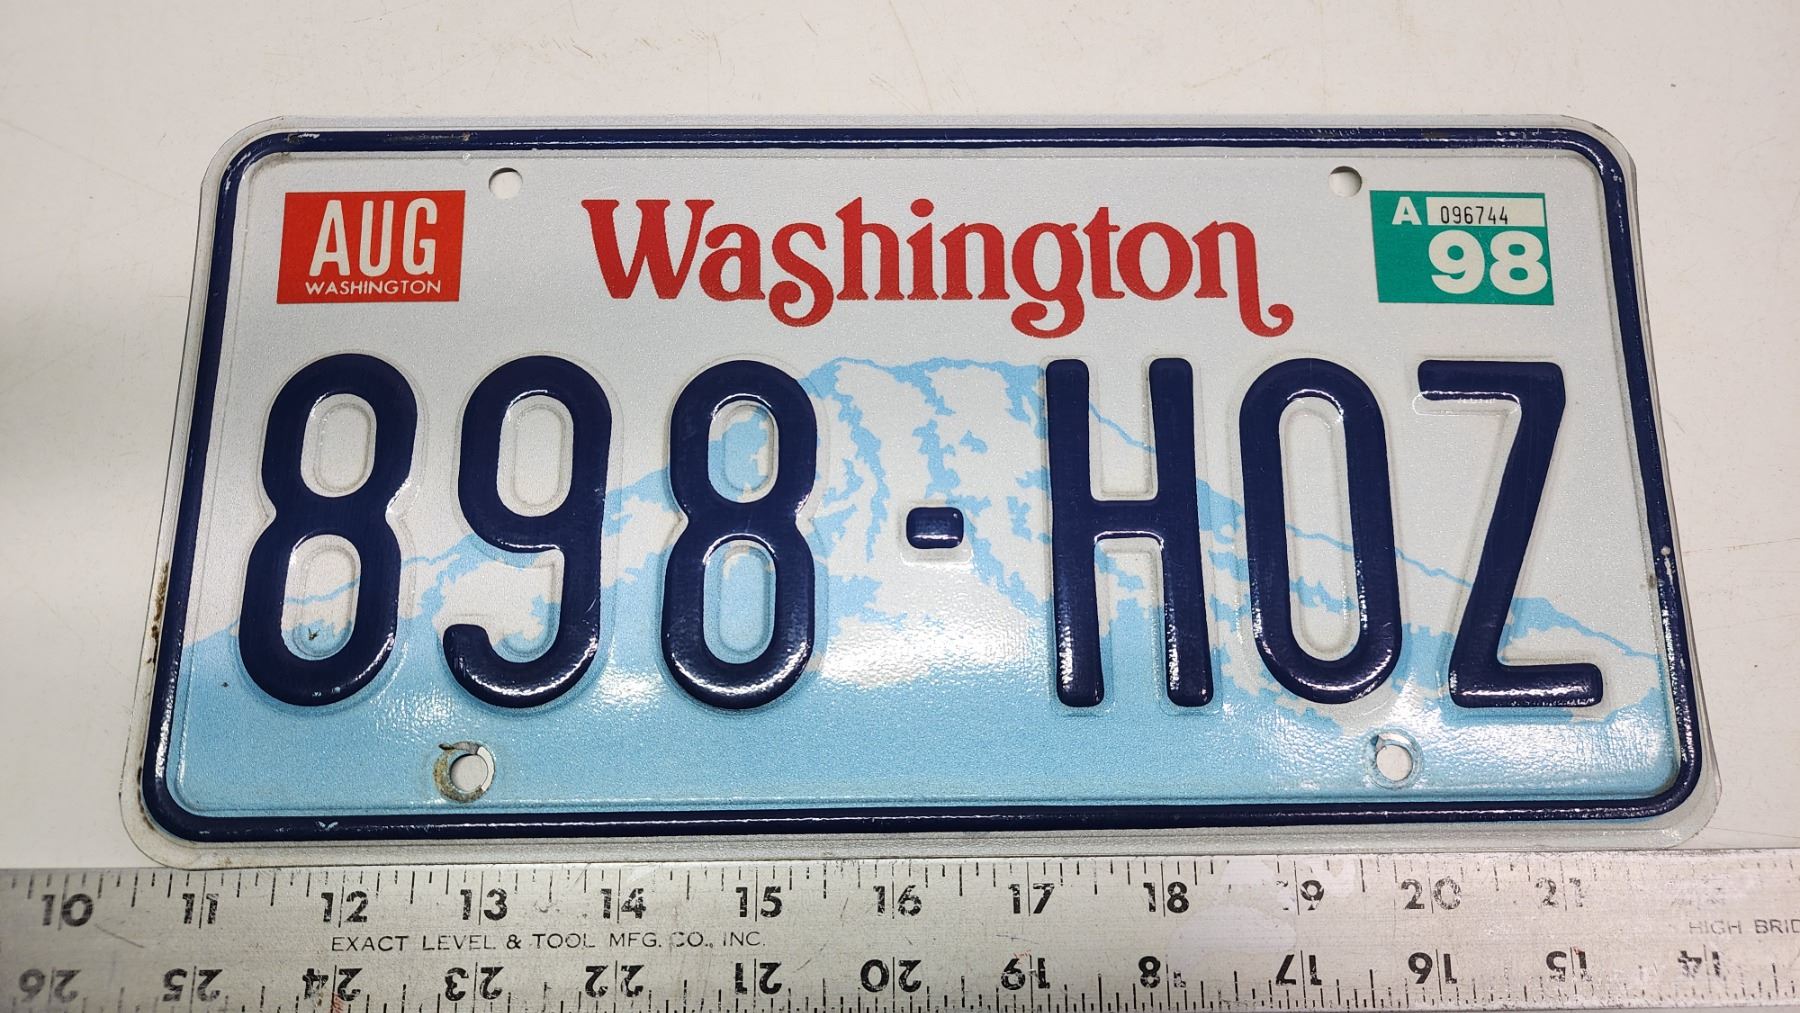 AUG
WASHINGTON
Washington
A 096744
98
898-HOZ
10 11 12 13 14 15 16 17 18 19 20 21
EXACT LEVEL & TOOL MFG. CO., INC.
HIGH BRID
26 25 24 23 22 21 20 19 18 17 16 15 14